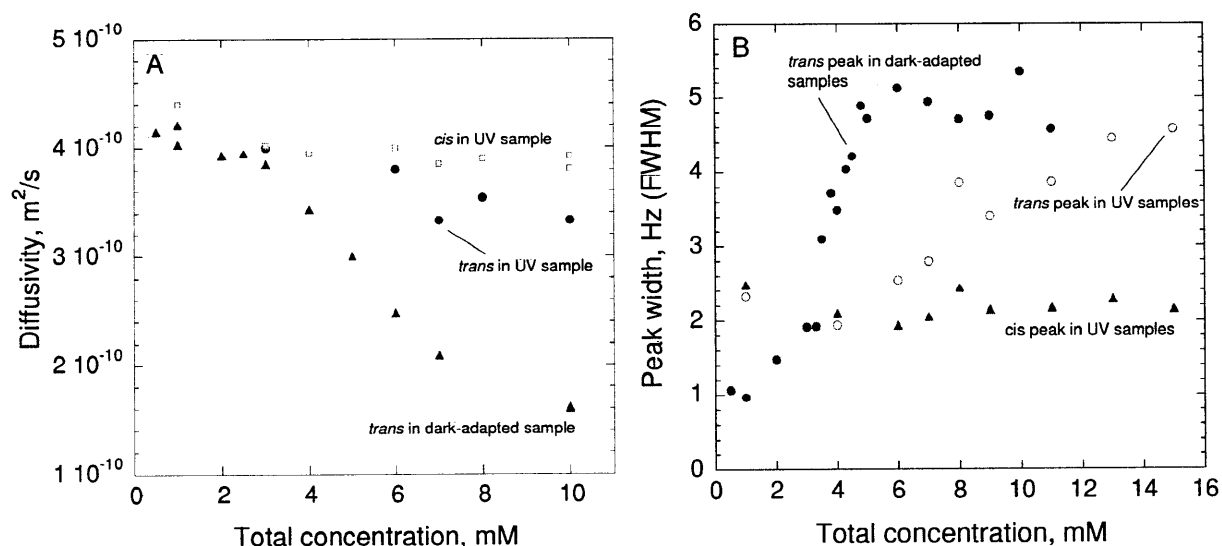 A
5 10-10
4 10-10
3 10-10
2 10-10
1 10-10
Diffusivity, m2/s
cis in UV sample
trans in UV sample
trans in dark-adapted sample
0 2 4 6 8 10
Total concentration, mM
B
6
5
4
3
2
1
0
Peak width, Hz (FWHM)
trans peak in dark-adapted
samples
trans peak in UV samples
cis peak in UV samples
0 2 4 6 8 10 12 14 16
Total concentration, mM